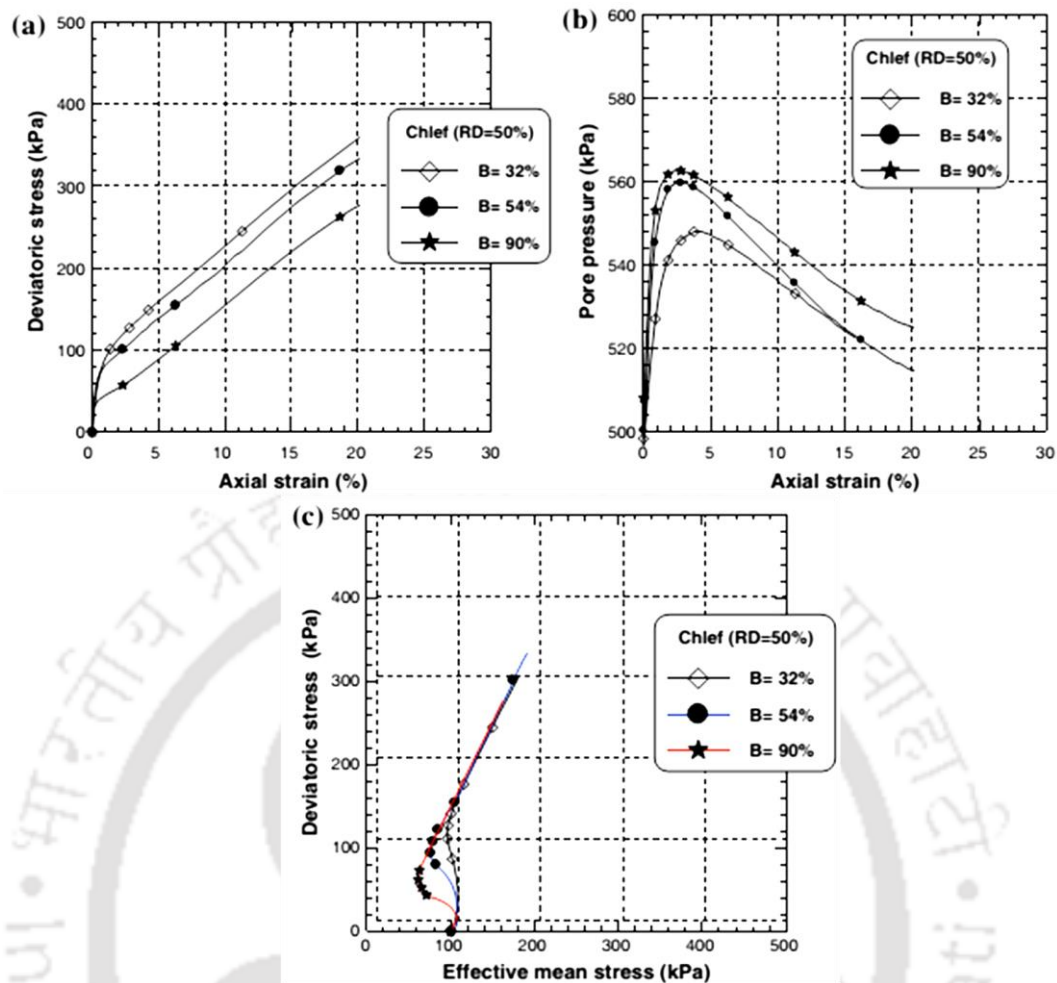 (a)
500
400
300
200
100
0
Deviatoric stress (kPa)
0 5 10 15 20 25 30
Axial strain (%)
Chlef (RD=50%)
B= 32%
B= 54%
B= 90%
(b)
600
580
560
540
520
500
Pore pressure (kPa)
0 5 10 15 20 25 30
Axial strain (%)
Chlef (RD=50%)
B= 32%
B= 54%
B= 90%
(c)
500
400
300
200
100
0
Deviatoric stress (kPa)
0 100 200 300 400 500
Effective mean stress (kPa)
Chlef (RD=50%)
B= 32%
B= 54%
B= 90%
भारतीय